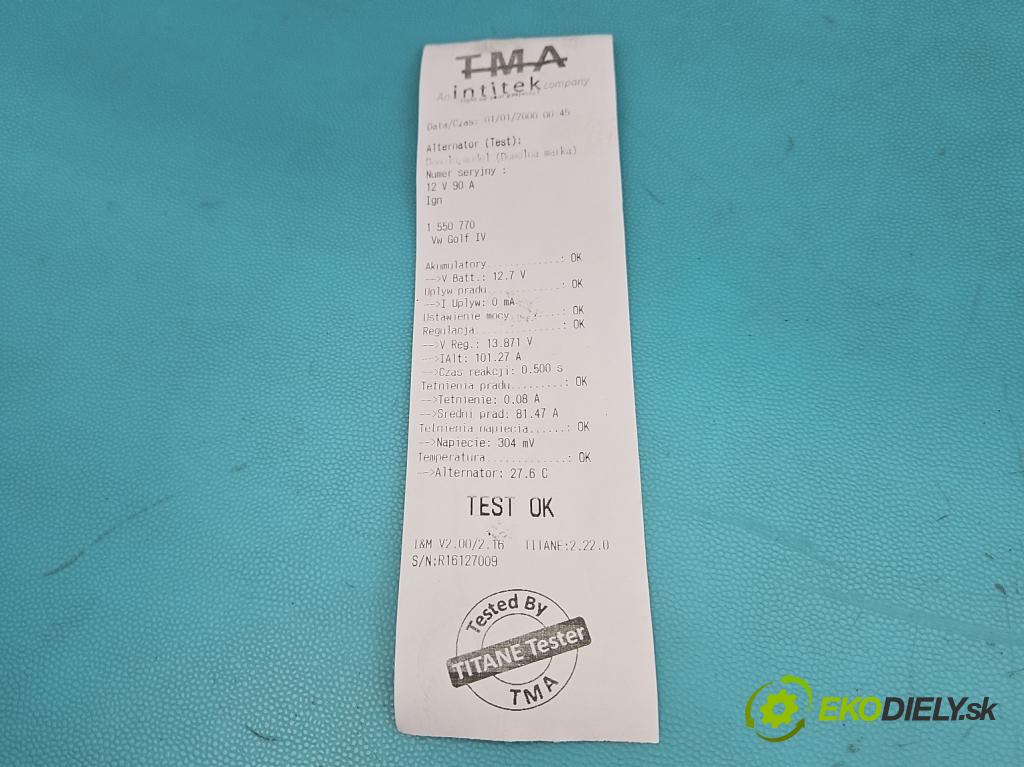 TMA
An intitek company
Data/Czas: 01/01/2000 00:45
Alternator (Test):
(Dowolna marka)
Numer seryjny :
12 V 90 A
Ign
1 550 770
Vw Golf IV
Akumulatory..........: OK
-->V Batt.: 12.7 V
Uplyw pradu..........: OK
-->I Uplyw: 0 mA
Ustawienie mocy......: OK
Regulacja............: OK
-->V Reg.: 13.871 V
-->IAlt: 101.27 A
-->Czas reakcji: 0.500 s
Tetnienia pradu.........: OK
-->Tetnienie: 0.08 A
-->Sredni prad: 81.47 A
Tetnienia napiecia......: OK
-->Napiecie: 304 mV
Temperatura.............: OK
-->Alternator: 27.6 C
TEST OK
I&M V2.00/2.16 TITANE:2.22.0
S/N:R16127009
Tested By
TITANE Tester
TMA
EKODIELY.sk